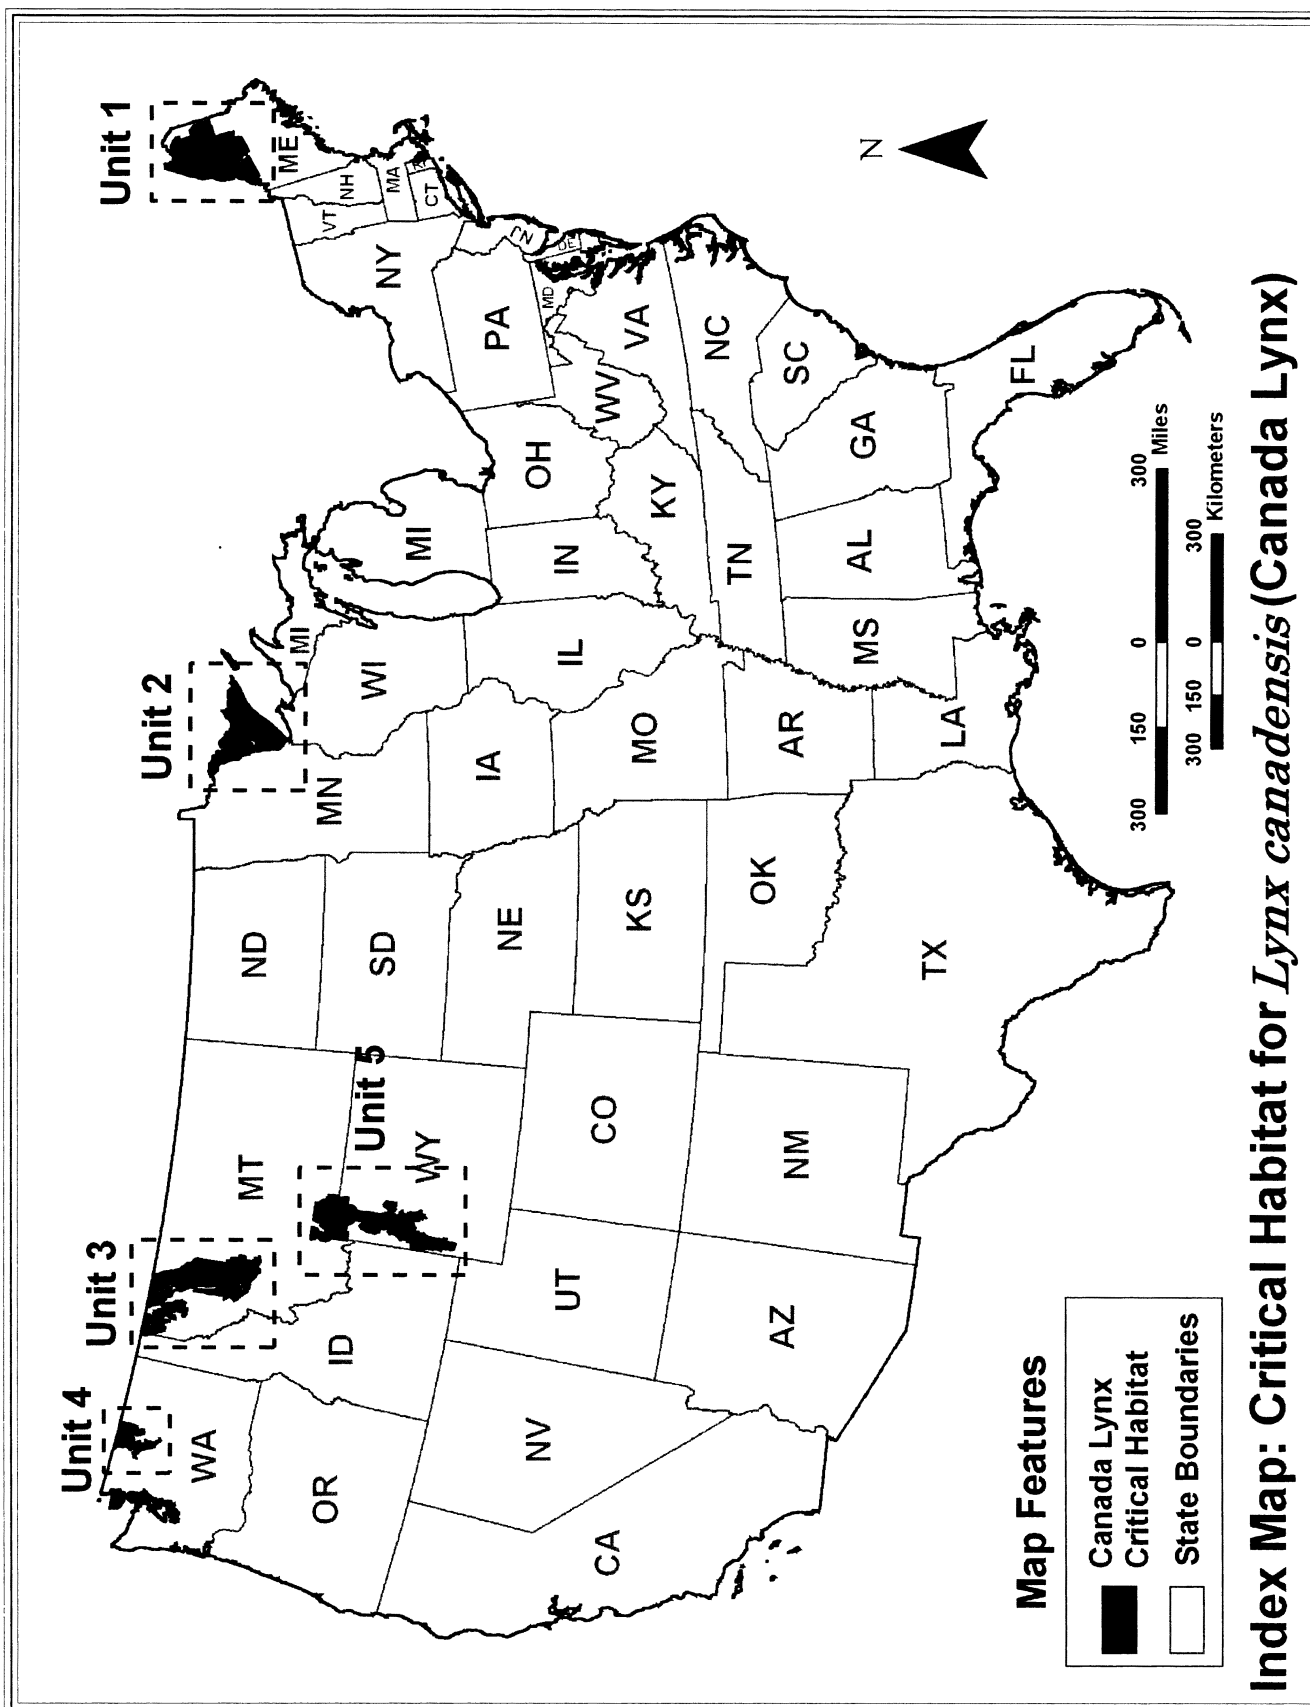 Unit 4
Unit 3
Unit 5
Unit 2
Unit 1
WA
OR
CA
NV
ID
MT
WY
UT
AZ
CO
NM
ND
SD
NE
KS
OK
TX
MN
IA
MO
AR
LA
WI
IL
MI
MI
IN
OH
KY
TN
MS
AL
GA
FL
SC
NC
VA
WV
MD
DE
PA
NY
VT
NH
ME
MA
CT
RI
N
Map Features
Canada Lynx
Critical Habitat
State Boundaries
300 150 0 300 Miles
300 150 0 300 Kilometers
Index Map: Critical Habitat for Lynx canadensis (Canada Lynx)